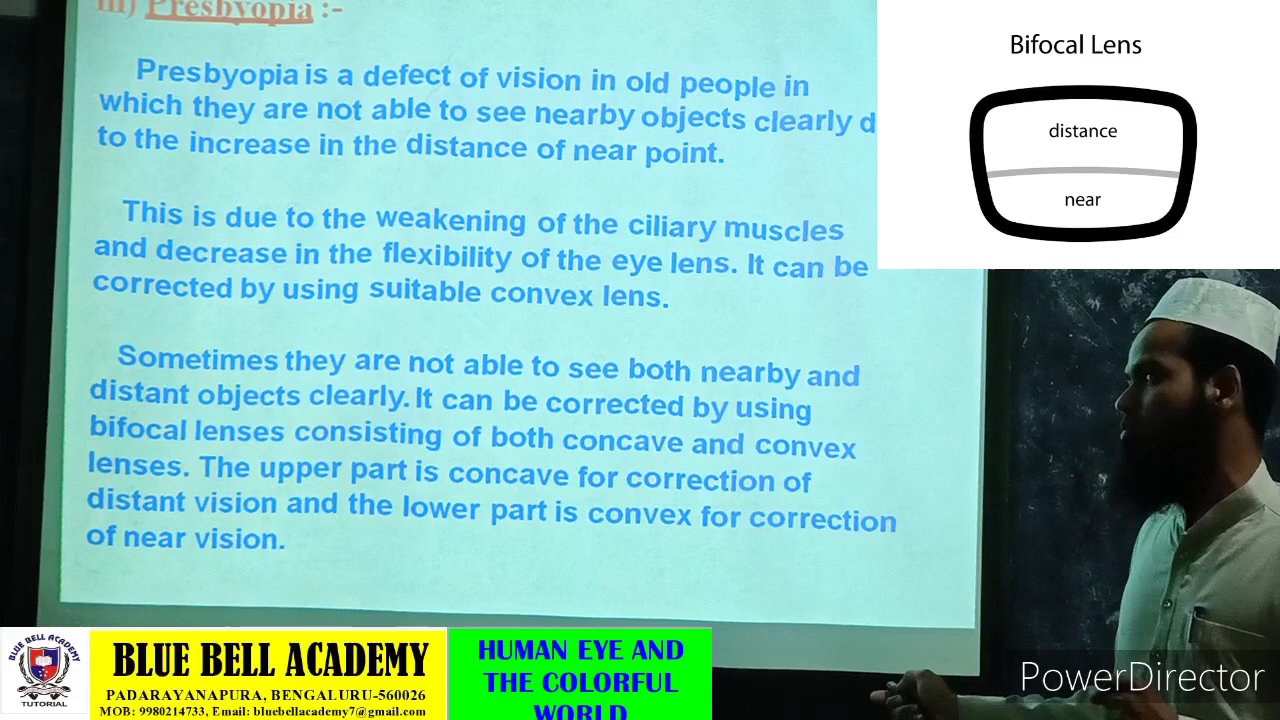 iii) Presbyopia :-
Presbyopia is a defect of vision in old people in
which they are not able to see nearby objects clearly d
to the increase in the distance of near point.
This is due to the weakening of the ciliary muscles
and decrease in the flexibility of the eye lens. It can be
corrected by using suitable convex lens.
Sometimes they are not able to see both nearby and
distant objects clearly. It can be corrected by using
bifocal lenses consisting of both concave and convex
lenses. The upper part is concave for correction of
distant vision and the lower part is convex for correction
of near vision.
Bifocal Lens
distance
near
BLUE BELL ACADEMY
TUTORIAL
BLUE BELL ACADEMY
PADARAYANAPURA, BENGALURU-560026
MOB: 9980214733, Email: bluebellacademy7@gmail.com
HUMAN EYE AND
THE COLORFUL
WORLD
PowerDirector